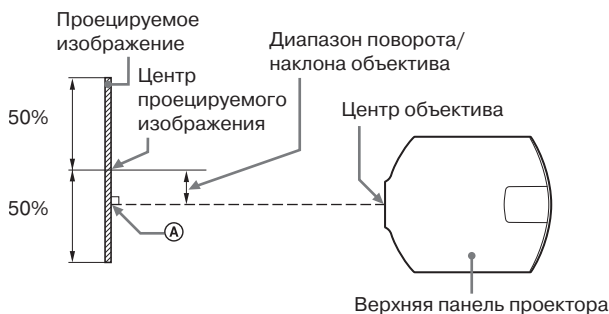 Проецируемое
изображение
Диапазон поворота/
наклона объектива
Центр
проецируемого
изображения
Центр объектива
50%
50%
A
Верхняя панель проектора